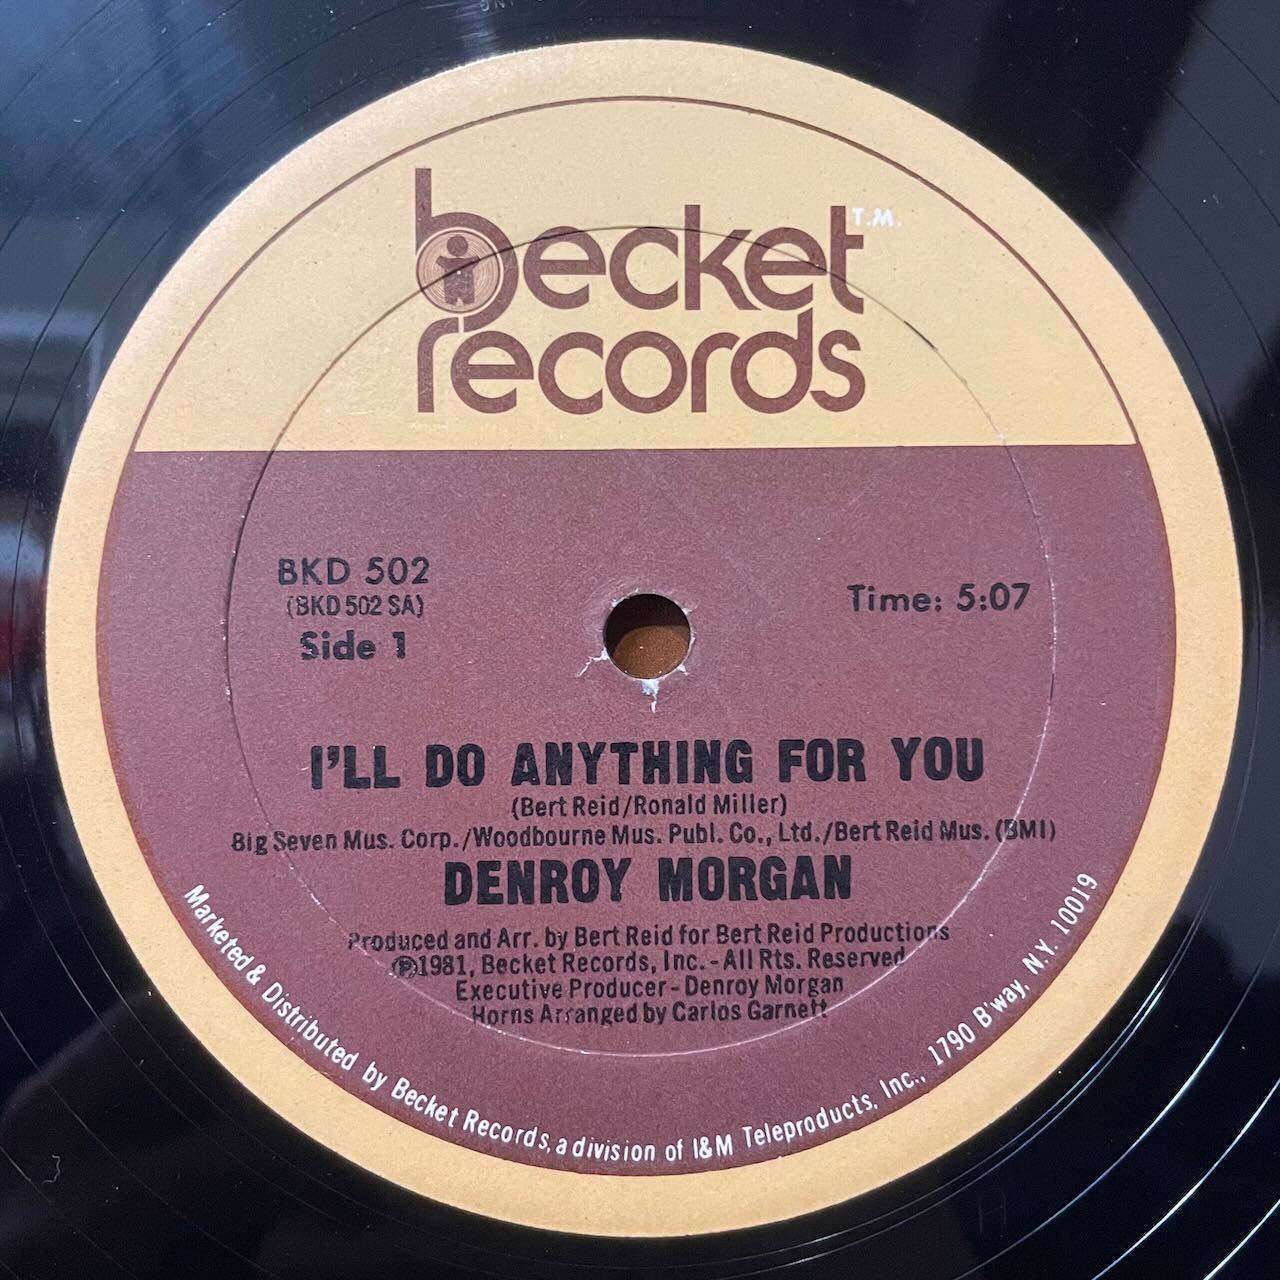 becket T.M.
records
BKD 502
(BKD 502 SA)
Side 1
Time: 5:07
I'LL DO ANYTHING FOR YOU
(Bert Reid/Ronald Miller)
Big Seven Mus. Corp./Woodbourne Mus. Publ. Co., Ltd./Bert Reid Mus. (BMI)
DENROY MORGAN
Produced and Arr. by Bert Reid for Bert Reid Productions
℗1981, Becket Records, Inc. - All Rts. Reserved
Executive Producer - Denroy Morgan
Horns Arranged by Carlos Garnett
Marketed & Distributed by Becket Records, a division of I&M Teleproducts, Inc., 1790 B'way, N.Y. 10019